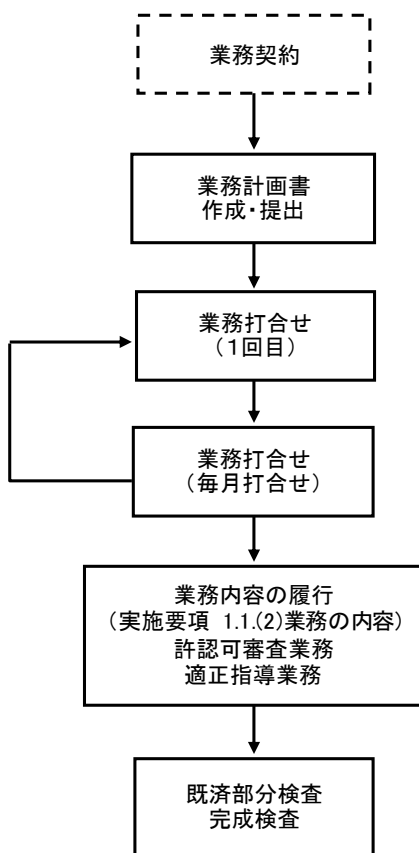 業務契約
業務計画書
作成・提出
業務打合せ
（1回目）
業務打合せ
（毎月打合せ）
業務内容の履行
（実施要項 1.1.(2)業務の内容）
許認可審査業務
適正指導業務
既済部分検査
完成検査